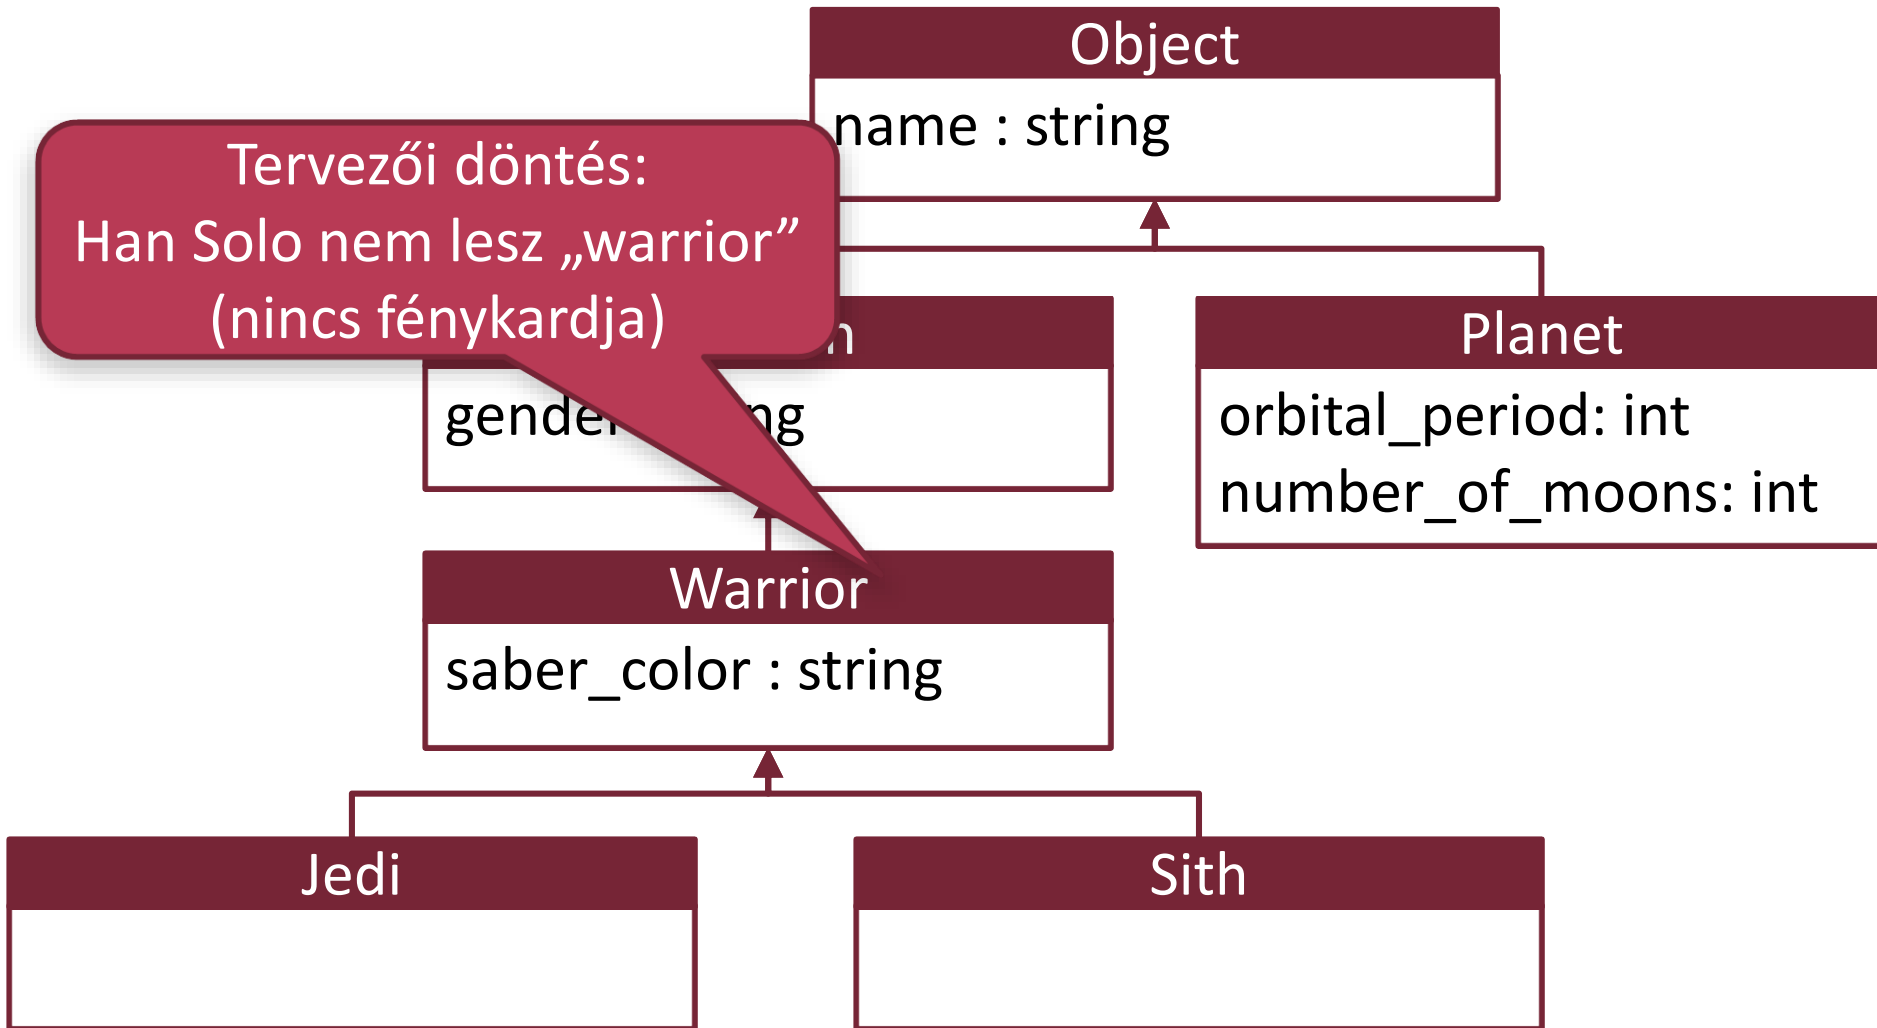 Object
name : string
Tervezői döntés:
Han Solo nem lesz „warrior”
(nincs fénykardja)
Planet
orbital_period: int
number_of_moons: int
Warrior
saber_color : string
Jedi
Sith